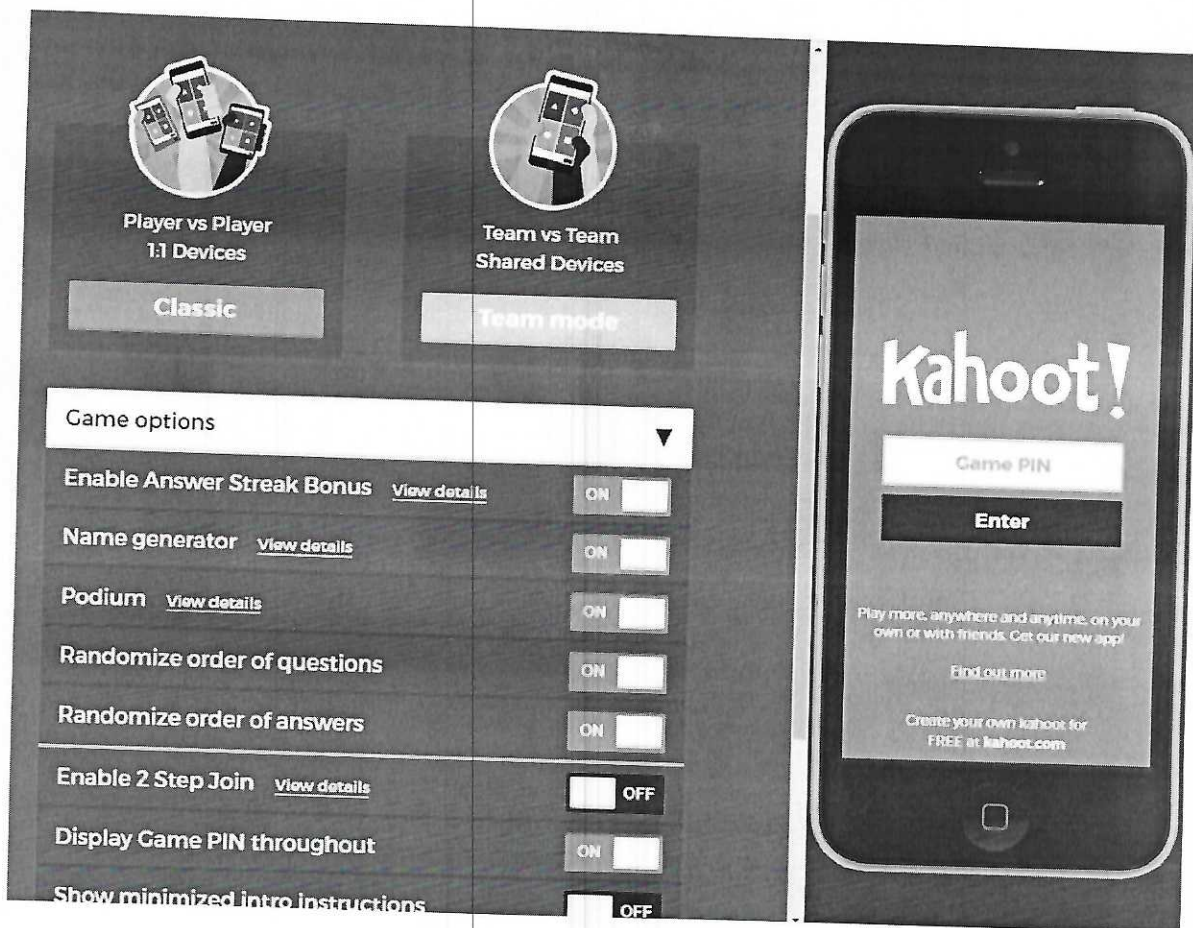 Player vs Player
1:1 Devices
Classic
Team vs Team
Shared Devices
Team mode
Game options
Enable Answer Streak Bonus View details ON
Name generator View details ON
Podium View details ON
Randomize order of questions ON
Randomize order of answers ON
Enable 2 Step Join View details OFF
Display Game PIN throughout ON
Show minimized intro instructions OFF
Kahoot!
Game PIN
Enter
Play more, anywhere and anytime, on your
own or with friends. Get our new app!
Find out more
Create your own kahoot for
FREE at kahoot.com